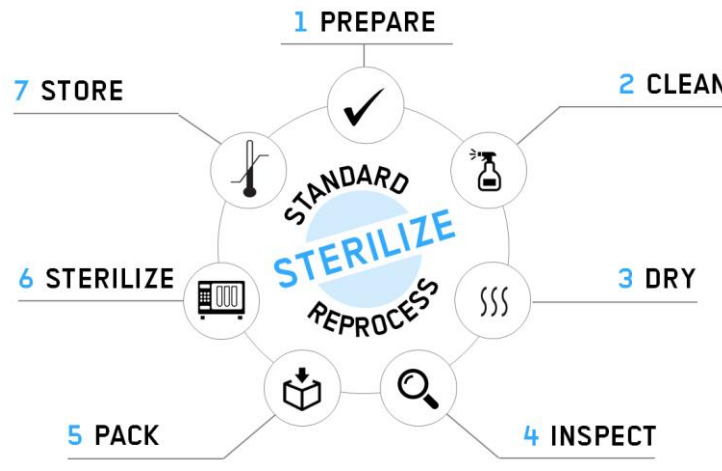 1 PREPARE
2 CLEAN
3 DRY
4 INSPECT
5 PACK
6 STERILIZE
7 STORE
STANDARD
STERILIZE
REPROCESS